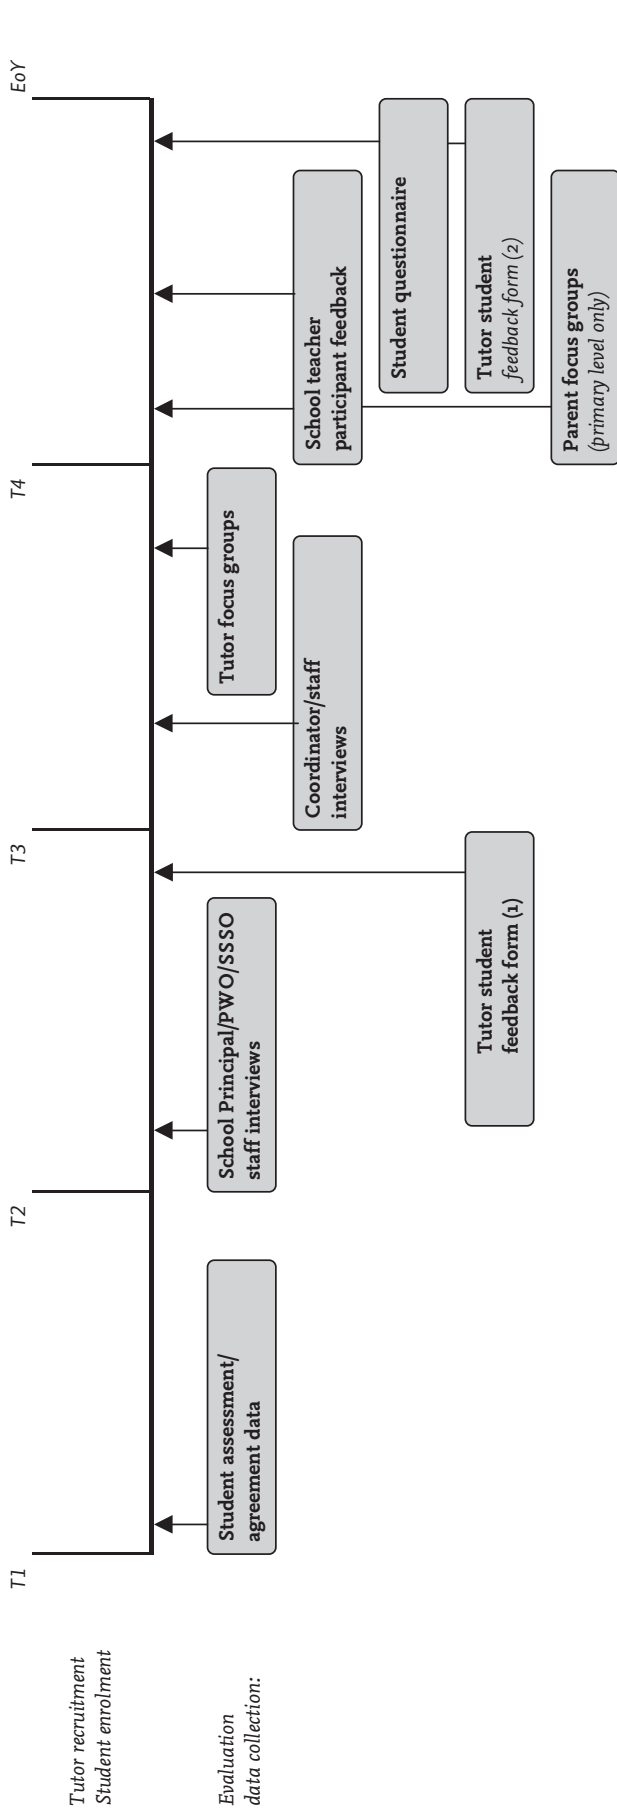 T1
T2
T3
T4
EoY
Tutor recruitment
Student enrolment
Evaluation
data collection:
Student assessment/
agreement data
School Principal/PWO/SSSO
staff interviews
Tutor focus groups
Coordinator/staff
interviews
School teacher
participant feedback
Student questionnaire
Tutor student
feedback form (1)
Tutor student
feedback form (2)
Parent focus groups
(primary level only)